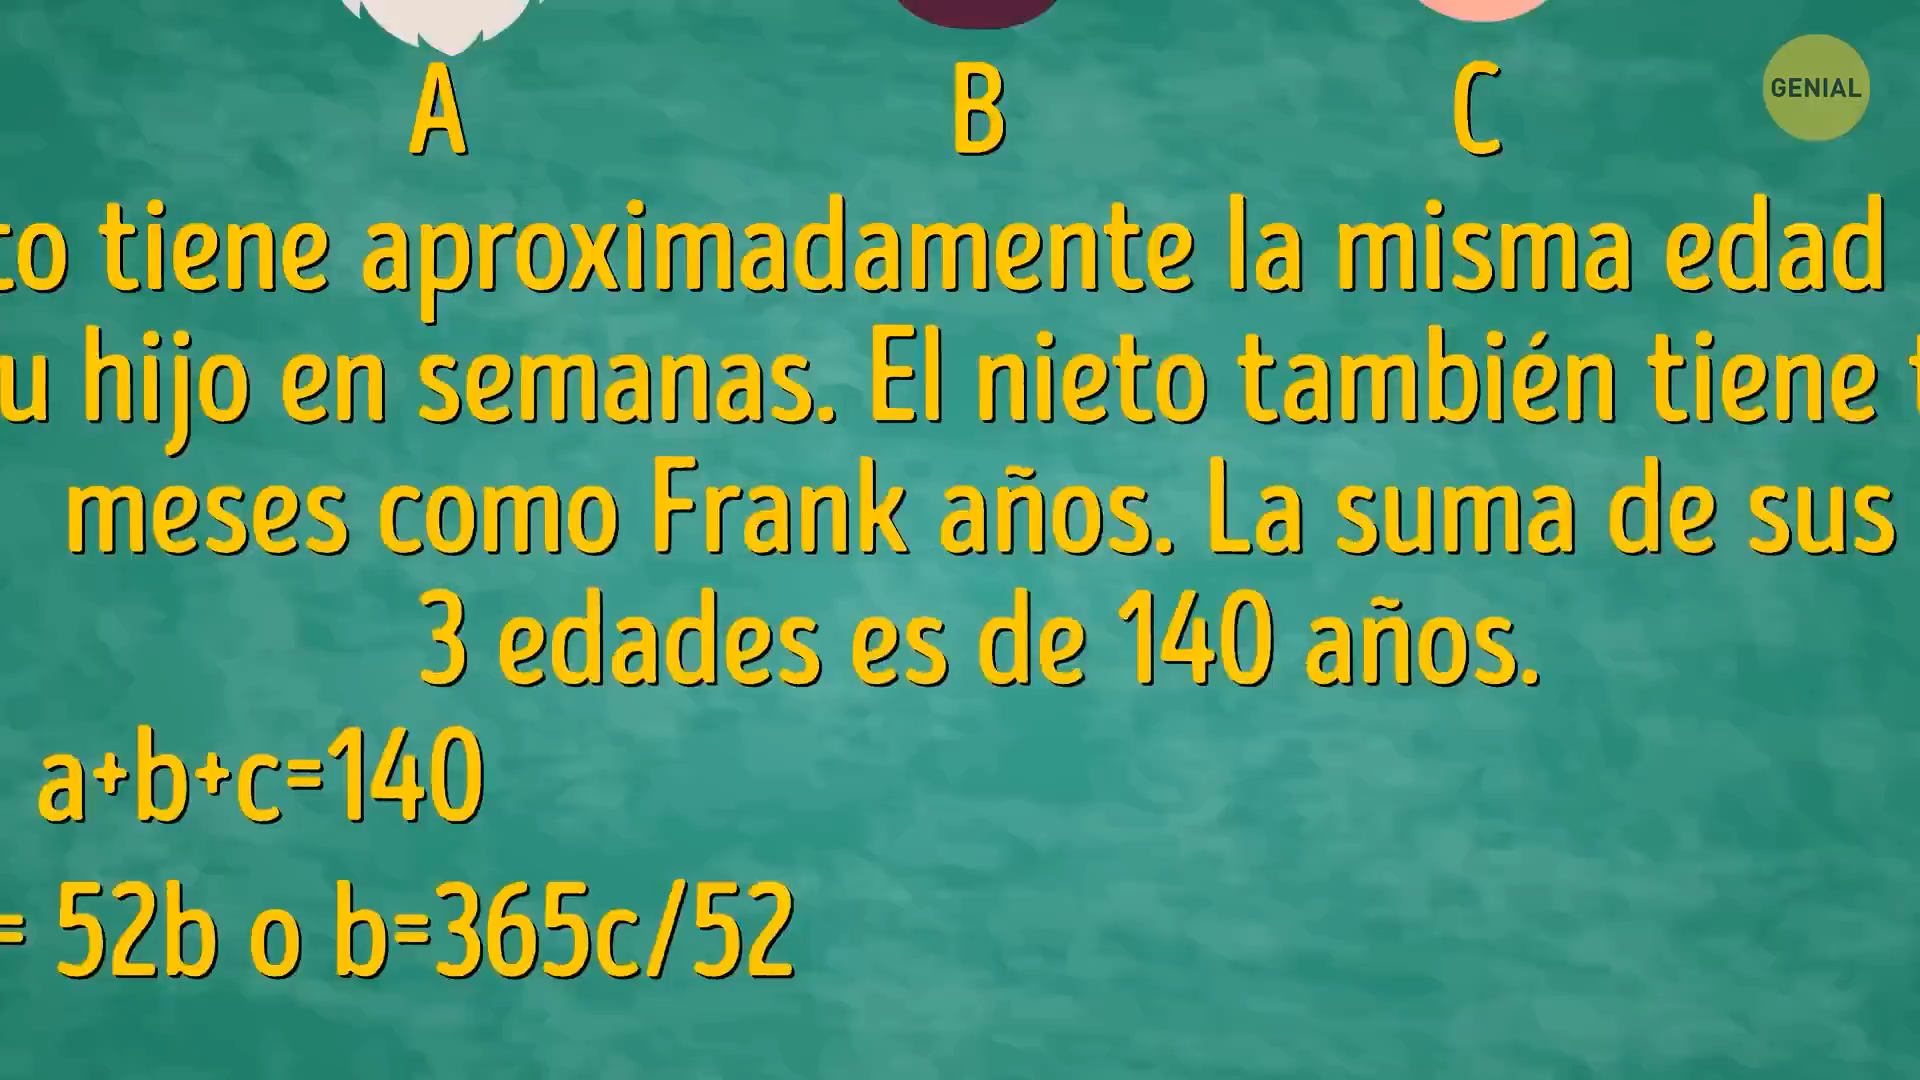 A B C
GENIAL
tiene aproximadamente la misma edad
hijo en semanas. El nieto también tiene
meses como Frank años. La suma de sus
3 edades es de 140 años.
a+b+c=140
= 52b o b=365c/52